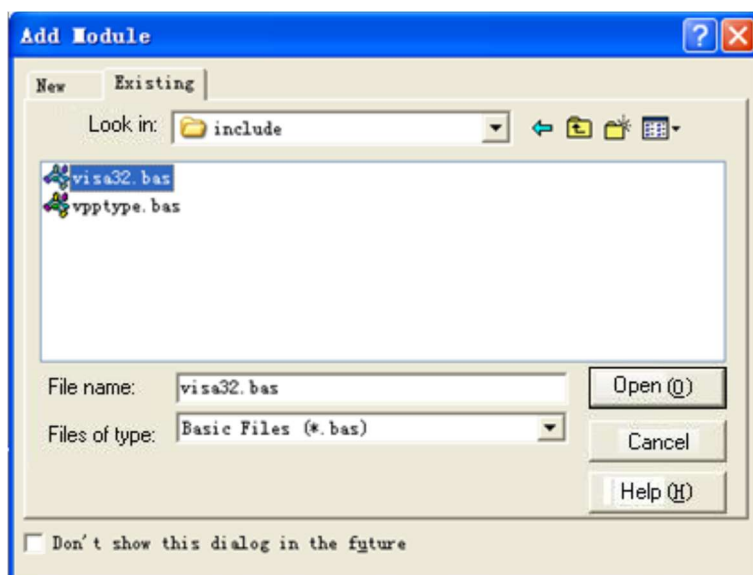 Add Module
New Existing
Look in: include
visa32.bas
vpptype.bas
File name: visa32.bas
Open (O)
Files of type: Basic Files (*.bas)
Cancel
Help (H)
Don't show this dialog in the future